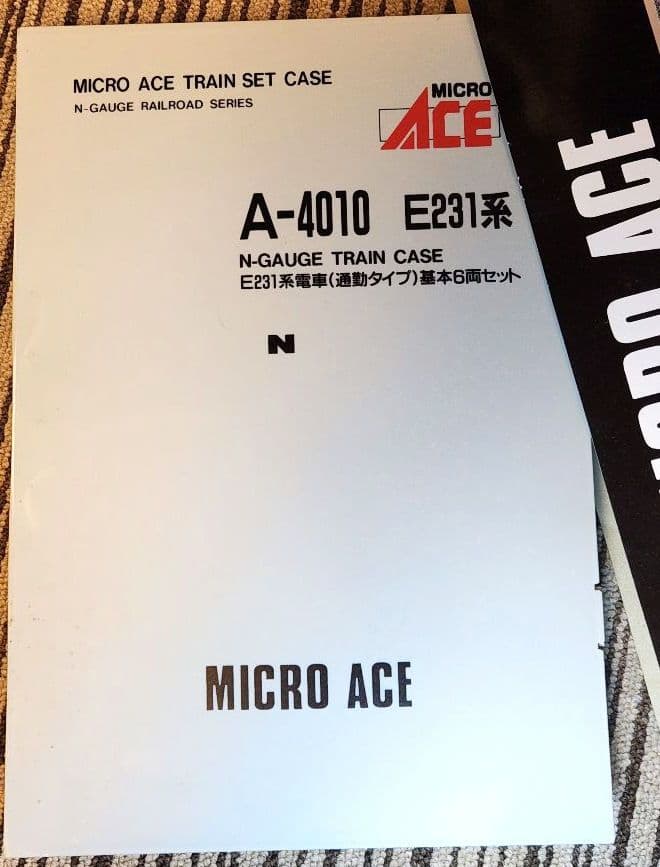 MICRO ACE TRAIN SET CASE
N-GAUGE RAILROAD SERIES
MICRO
ACE
A-4010 E231系
N-GAUGE TRAIN CASE
E231系電車(通勤タイプ)基本6両セット
N
MICRO ACE
ACE